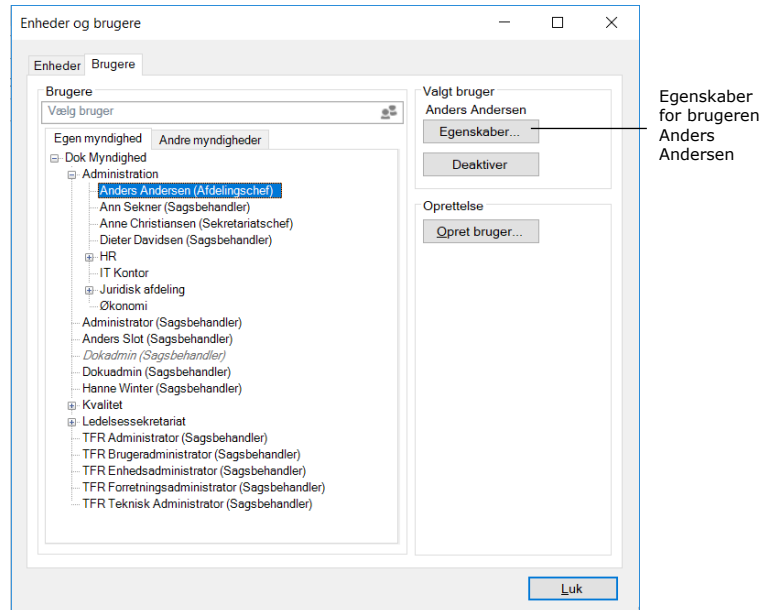 Enheder og brugere
Enheder
Brugere
Brugere
Vælg bruger
Egen myndighed
Andre myndigheder
Dok Myndighed
Administration
Anders Andersen (Afdelingschef)
Ann Sekner (Sagsbehandler)
Anne Christiansen (Sekretariatschef)
Dieter Davidsen (Sagsbehandler)
HR
IT Kontor
Juridisk afdeling
Økonomi
Administrator (Sagsbehandler)
Anders Slot (Sagsbehandler)
Dokadmin (Sagsbehandler)
Dokuadmin (Sagsbehandler)
Hanne Winter (Sagsbehandler)
Kvalitet
Ledelsessekretariat
TFR Administrator (Sagsbehandler)
TFR Brugeradministrator (Sagsbehandler)
TFR Enhedsadministrator (Sagsbehandler)
TFR Forretningsadministrator (Sagsbehandler)
TFR Teknisk Administrator (Sagsbehandler)
Valgt bruger
Anders Andersen
Egenskaber...
Deaktiver
Oprettelse
Opret bruger...
Luk
Egenskaber
for brugeren
Anders
Andersen